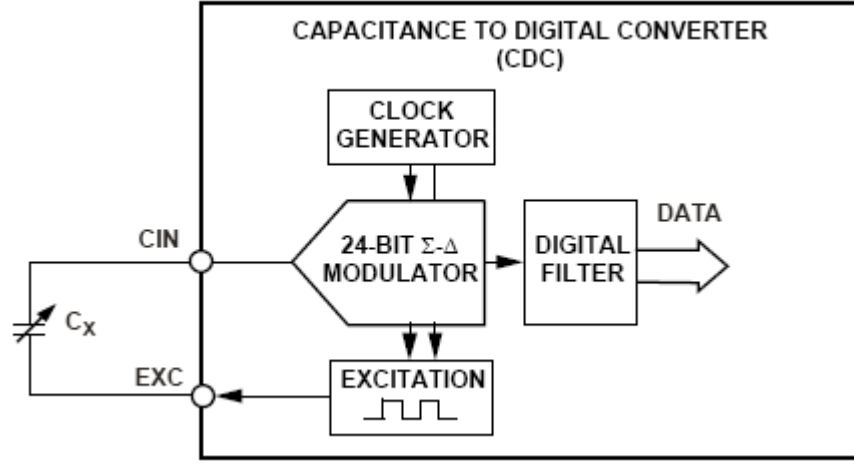 CAPACITANCE TO DIGITAL CONVERTER
(CDC)
CLOCK
GENERATOR
CIN
24-BIT Σ-Δ
MODULATOR
DIGITAL
FILTER
DATA
CX
EXC
EXCITATION